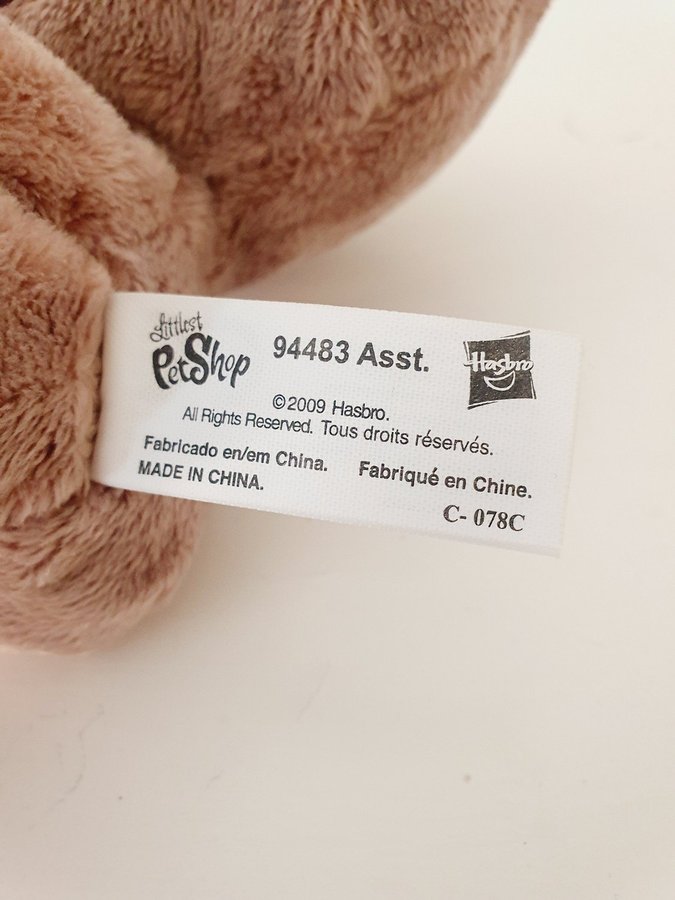 Littlest
PetShop
94483 Asst.
Hasbro
©2009 Hasbro.
All Rights Reserved. Tous droits réservés.
Fabricado en/em China. Fabriqué en Chine.
MADE IN CHINA.
C- 078C